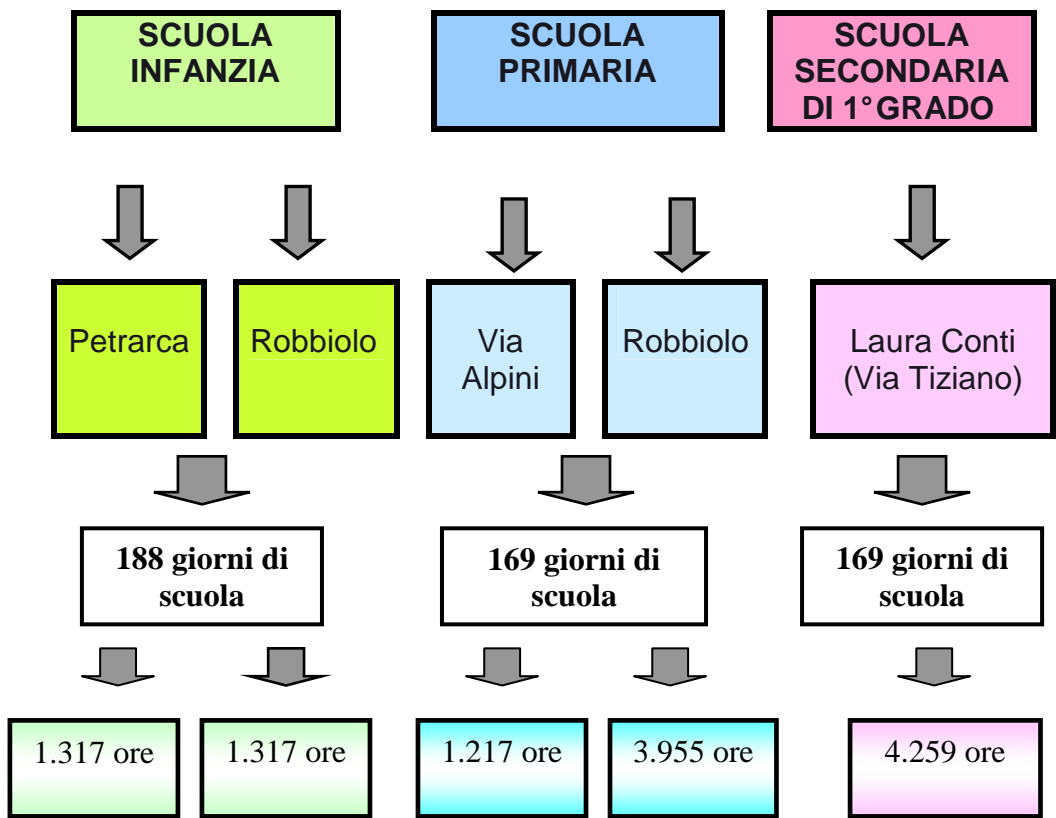 SCUOLA
INFANZIA
SCUOLA
PRIMARIA
SCUOLA
SECONDARIA
DI 1° GRADO
Petrarca
Robbiolo
Via
Alpini
Robbiolo
Laura Conti
(Via Tiziano)
188 giorni di
scuola
169 giorni di
scuola
169 giorni di
scuola
1.317 ore
1.317 ore
1.217 ore
3.955 ore
4.259 ore